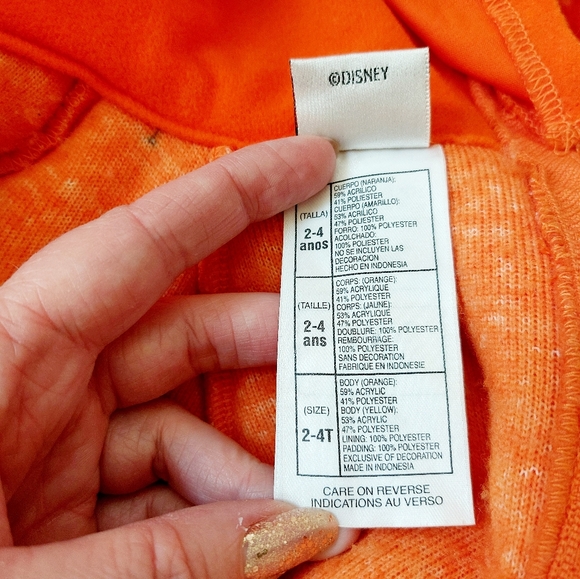 ©DISNEY
(TALLA)
2-4
anos
CUERPO (NARANJA):
59% ACRILICO
41% POLIESTER
CUERPO (AMARILLO):
53% ACRILICO
47% POLIESTER
FORRO: 100% POLYESTER
ACOLCHADO:
100% POLIESTER
NO SE INCLUYEN LAS
DECORACION
HECHO EN INDONESIA
(TAILLE)
2-4
ans
CORPS: (ORANGE):
59% ACRYLIQUE
41% POLYESTER
CORPS: (JAUNE):
53% ACRYLIQUE
47% POLYESTER
DOUBLURE: 100% POLYESTER
REMBOURRAGE:
100% POLYESTER
SANS DECORATION
FABRIQUE EN INDONESIE
(SIZE)
2-4T
BODY (ORANGE):
59% ACRYLIC
41% POLYESTER
BODY (YELLOW):
53% ACRYLIC
47% POLYESTER
LINING: 100% POLYESTER
PADDING: 100% POLYESTER
EXCLUSIVE OF DECORATION
MADE IN INDONESIA
CARE ON REVERSE
INDICATIONS AU VERSO